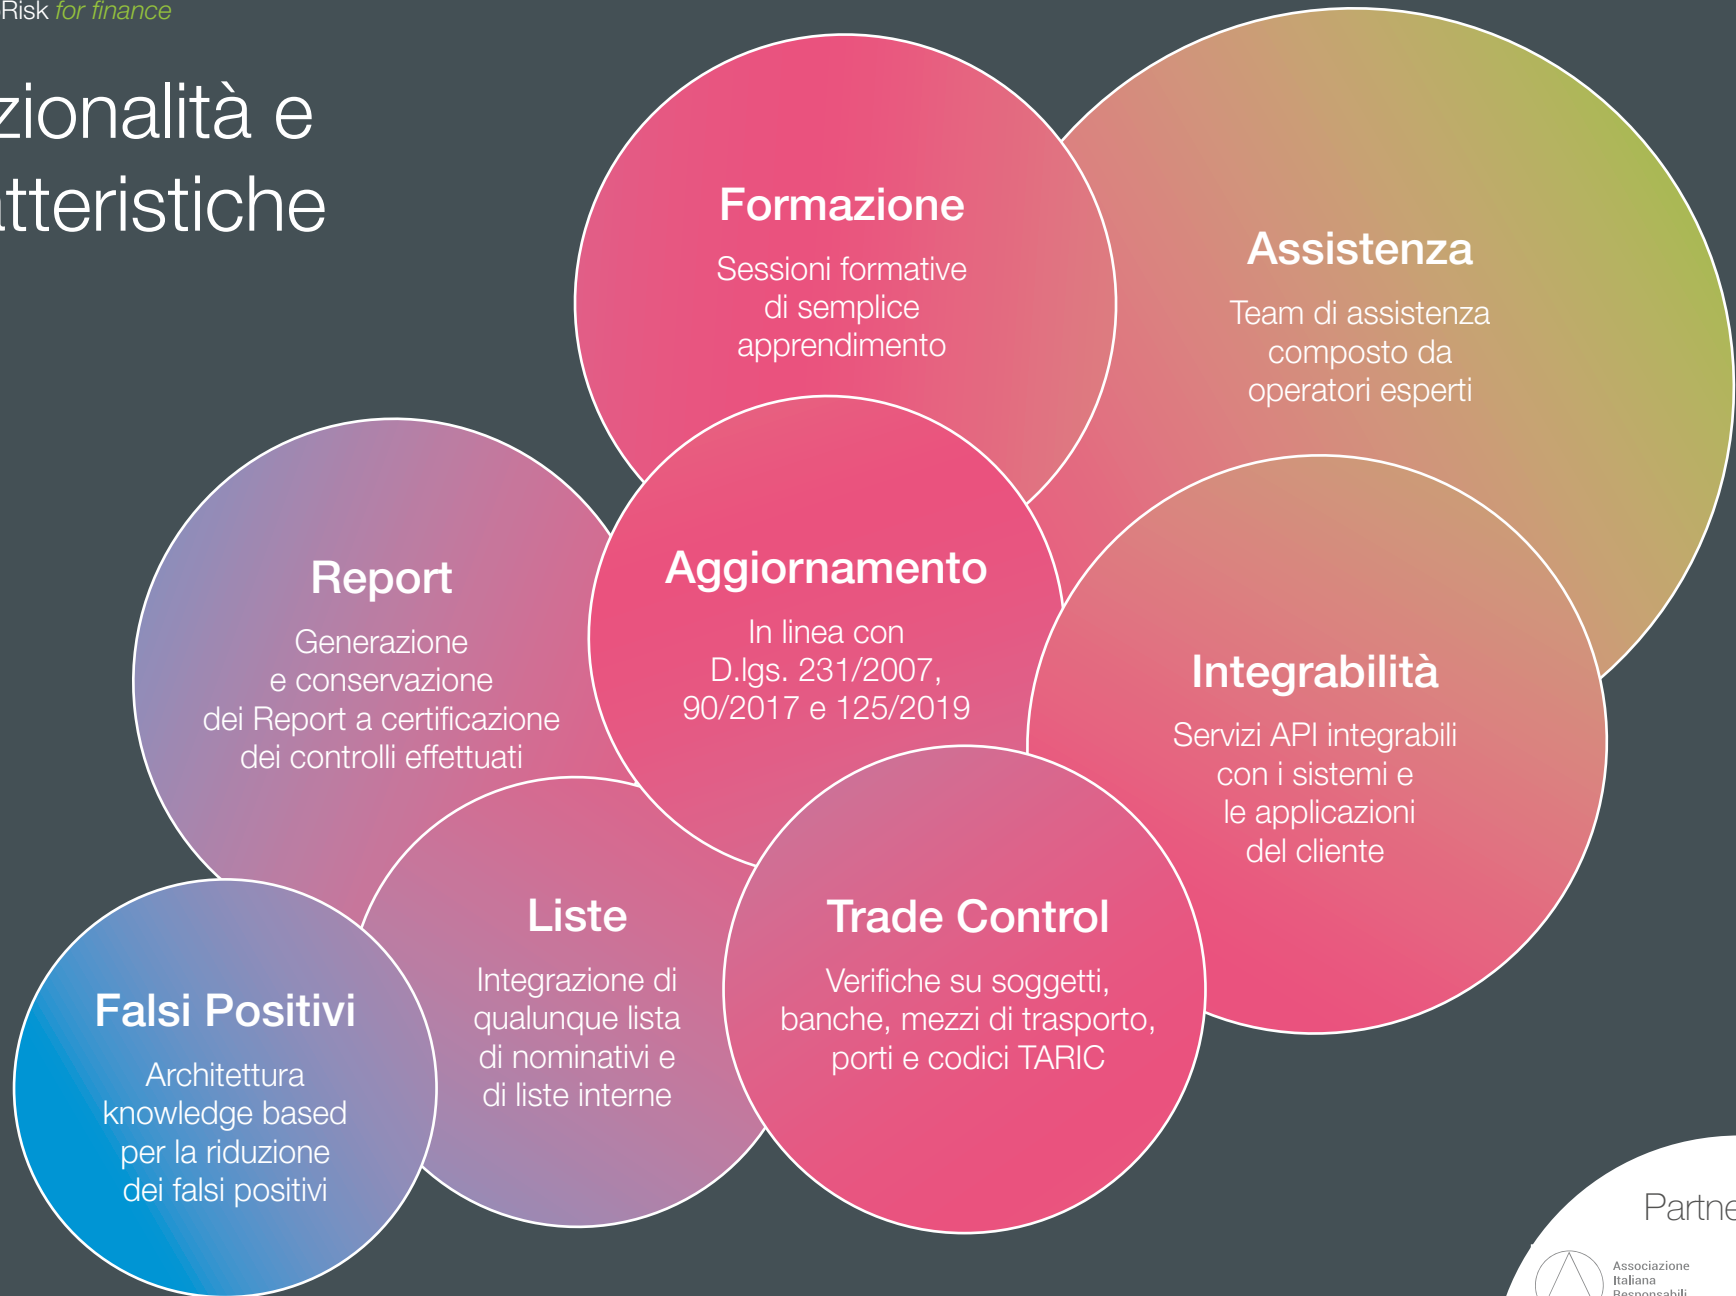 Risk for finance
zionalità e
atteristiche
Formazione
Sessioni formative
di semplice
apprendimento
Assistenza
Team di assistenza
composto da
operatori esperti
Report
Generazione
e conservazione
dei Report a certificazione
dei controlli effettuati
Aggiornamento
In linea con
D.lgs. 231/2007,
90/2017 e 125/2019
Integrabilità
Servizi API integrabili
con i sistemi e
le applicazioni
del cliente
Liste
Integrazione di
qualunque lista
di nominativi e
di liste interne
Trade Control
Verifiche su soggetti,
banche, mezzi di trasporto,
porti e codici TARIC
Falsi Positivi
Architettura
knowledge based
per la riduzione
dei falsi positivi
Partne
Associazione
Italiana
Responsabili